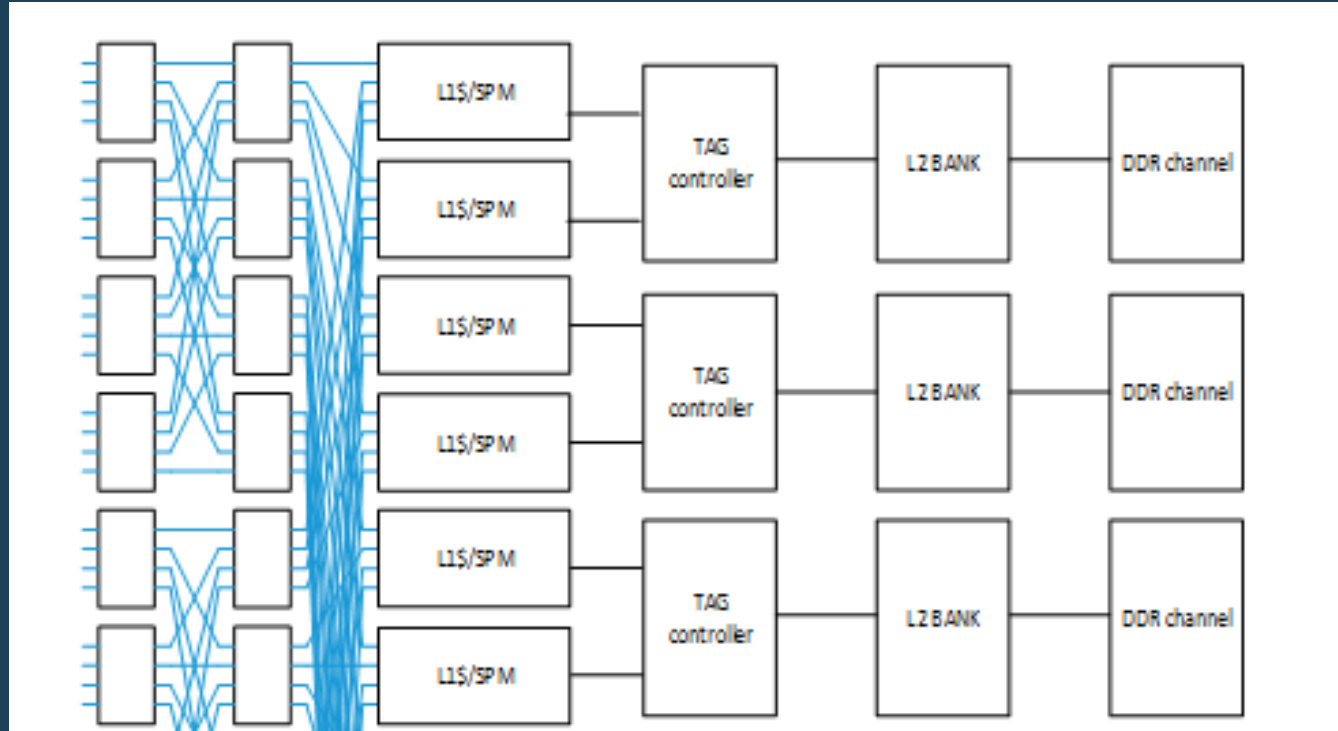 L1$/SPM
L1$/SPM
L1$/SPM
L1$/SPM
L1$/SPM
L1$/SPM
TAG
controller
TAG
controller
TAG
controller
L2 BANK
L2 BANK
L2 BANK
DDR channel
DDR channel
DDR channel